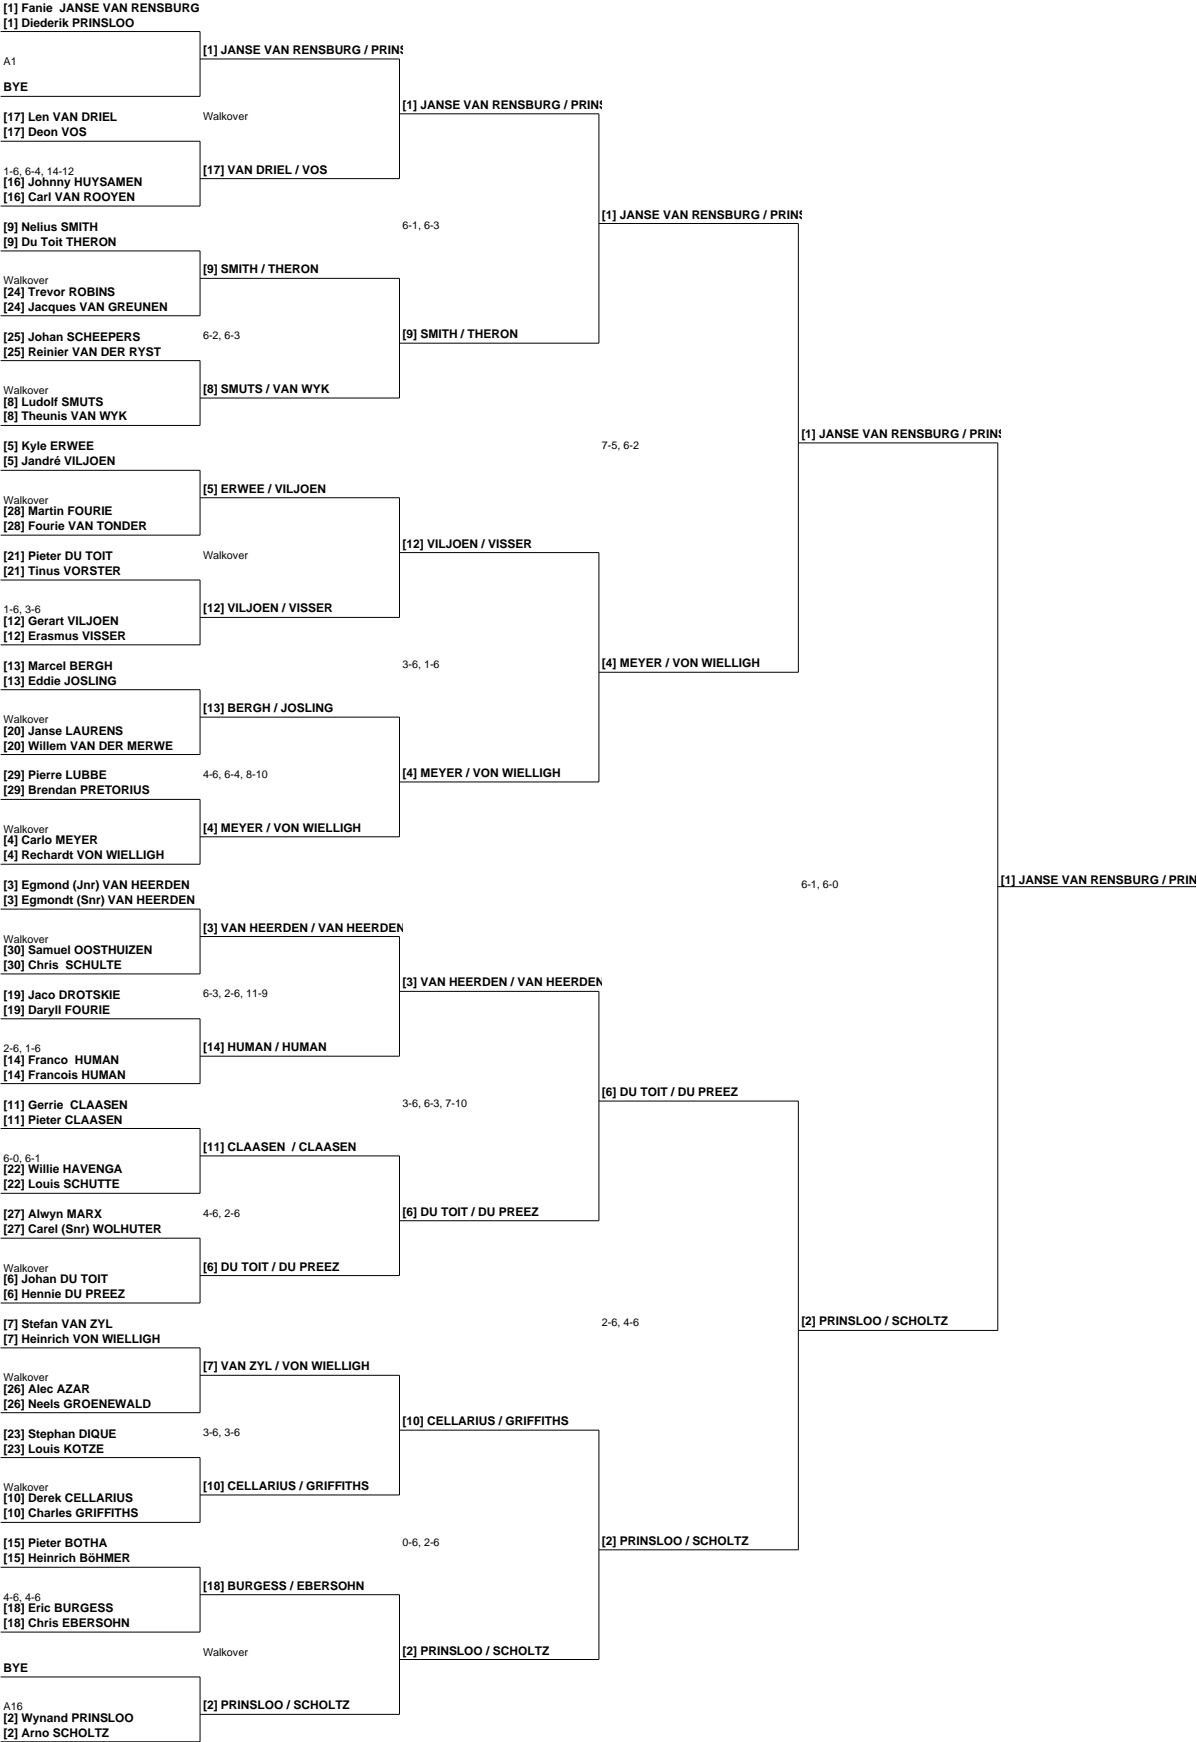 [1] Fanie  JANSE VAN RENSBURG
[1] Diederik PRINSLOO
[1] JANSE VAN RENSBURG / PRINS
A1
BYE
[1] JANSE VAN RENSBURG / PRINS
[17] Len VAN DRIEL
Walkover
[17] Deon VOS
1-6, 6-4, 14-12
[17] VAN DRIEL / VOS
[16] Johnny HUYSAMEN
[16] Carl VAN ROOYEN
[1] JANSE VAN RENSBURG / PRINS
[9] Nelius SMITH
6-1, 6-3
[9] Du Toit THERON
[9] SMITH / THERON
Walkover
[24] Trevor ROBINS
[24] Jacques VAN GREUNEN
[25] Johan SCHEEPERS
6-2, 6-3
[9] SMITH / THERON
[25] Reinier VAN DER RYST
Walkover
[8] SMUTS / VAN WYK
[8] Ludolf SMUTS
[8] Theunis VAN WYK
[1] JANSE VAN RENSBURG / PRINS
[5] Kyle ERWEE
7-5, 6-2
[5] Jandré VILJOEN
[5] ERWEE / VILJOEN
Walkover
[28] Martin FOURIE
[28] Fourie VAN TONDER
[12] VILJOEN / VISSER
[21] Pieter DU TOIT
Walkover
[21] Tinus VORSTER
1-6, 3-6
[12] VILJOEN / VISSER
[12] Gerart VILJOEN
[12] Erasmus VISSER
[13] Marcel BERGH
3-6, 1-6
[4] MEYER / VON WIELLIGH
[13] Eddie JOSLING
[13] BERGH / JOSLING
Walkover
[20] Janse LAURENS
[20] Willem VAN DER MERWE
[29] Pierre LUBBE
4-6, 6-4, 8-10
[4] MEYER / VON WIELLIGH
[29] Brendan PRETORIUS
Walkover
[4] MEYER / VON WIELLIGH
[4] Carlo MEYER
[4] Rechardt VON WIELLIGH
[3] Egmond (Jnr) VAN HEERDEN
6-1, 6-0
[1] JANSE VAN RENSBURG / PRIN
[3] Egmondt (Snr) VAN HEERDEN
[3] VAN HEERDEN / VAN HEERDEN
Walkover
[30] Samuel OOSTHUIZEN
[30] Chris  SCHULTE
[3] VAN HEERDEN / VAN HEERDEN
[19] Jaco DROTSKIE
6-3, 2-6, 11-9
[19] Daryll FOURIE
2-6, 1-6
[14] HUMAN / HUMAN
[14] Franco  HUMAN
[14] Francois HUMAN
[6] DU TOIT / DU PREEZ
[11] Gerrie  CLAASEN
3-6, 6-3, 7-10
[11] Pieter CLAASEN
[11] CLAASEN  / CLAASEN
6-0, 6-1
[22] Willie HAVENGA
[22] Louis SCHUTTE
[27] Alwyn MARX
4-6, 2-6
[6] DU TOIT / DU PREEZ
[27] Carel (Snr) WOLHUTER
Walkover
[6] DU TOIT / DU PREEZ
[6] Johan DU TOIT
[6] Hennie DU PREEZ
[7] Stefan VAN ZYL
2-6, 4-6
[2] PRINSLOO / SCHOLTZ
[7] Heinrich VON WIELLIGH
[7] VAN ZYL / VON WIELLIGH
Walkover
[26] Alec AZAR
[26] Neels GROENEWALD
[10] CELLARIUS / GRIFFITHS
[23] Stephan DIQUE
3-6, 3-6
[23] Louis KOTZE
Walkover
[10] CELLARIUS / GRIFFITHS
[10] Derek CELLARIUS
[10] Charles GRIFFITHS
[15] Pieter BOTHA
0-6, 2-6
[2] PRINSLOO / SCHOLTZ
[15] Heinrich BöHMER
[18] BURGESS / EBERSOHN
4-6, 4-6
[18] Eric BURGESS
[18] Chris EBERSOHN
Walkover
[2] PRINSLOO / SCHOLTZ
BYE
A16
[2] PRINSLOO / SCHOLTZ
[2] Wynand PRINSLOO
[2] Arno SCHOLTZ